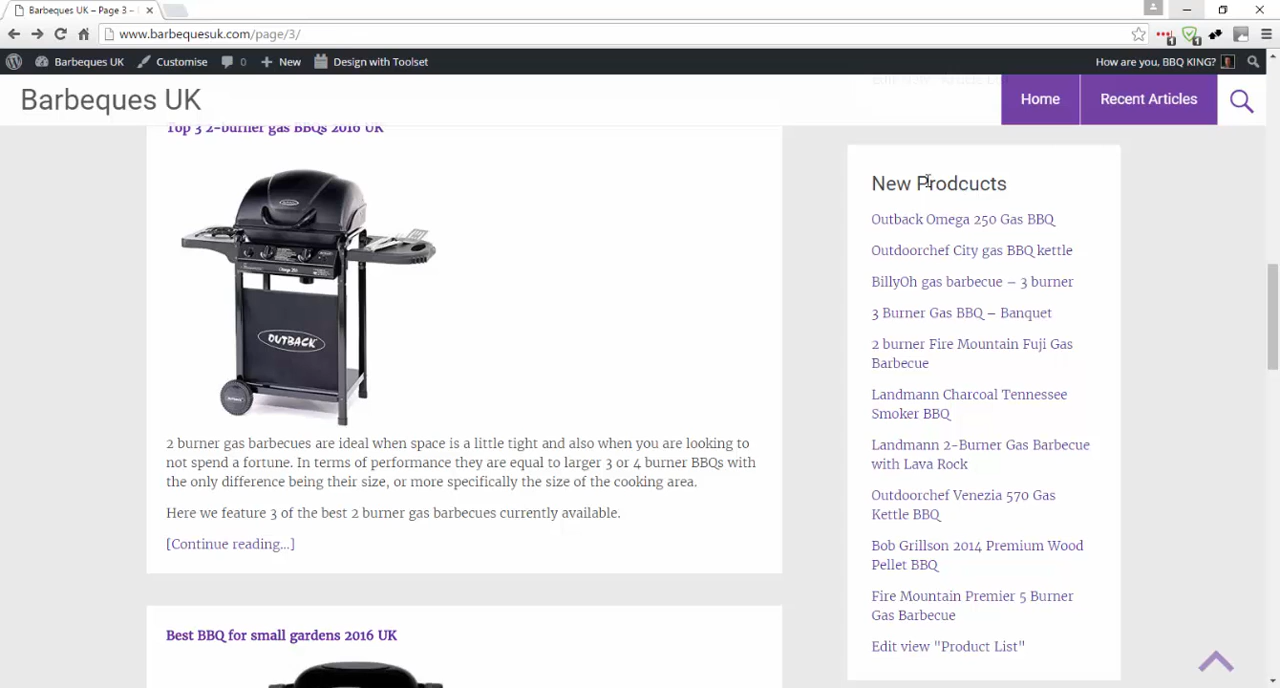 Barbeques UK – Page 3 –
www.barbequesuk.com/page/3/
1
1
Barbeques UK
Customise
0
New
Design with Toolset
How are you, BBQ KING?
Barbeques UK
Home
Recent Articles
Top 3 2-burner gas BBQs 2016 UK
OUTBACK
2 burner gas barbecues are ideal when space is a little tight and also when you are looking to
not spend a fortune. In terms of performance they are equal to larger 3 or 4 burner BBQs with
the only difference being their size, or more specifically the size of the cooking area.
Here we feature 3 of the best 2 burner gas barbecues currently available.
[Continue reading...]
Best BBQ for small gardens 2016 UK
New Prodcucts
Outback Omega 250 Gas BBQ
Outdoorchef City gas BBQ kettle
BillyOh gas barbecue – 3 burner
3 Burner Gas BBQ – Banquet
2 burner Fire Mountain Fuji Gas
Barbecue
Landmann Charcoal Tennessee
Smoker BBQ
Landmann 2-Burner Gas Barbecue
with Lava Rock
Outdoorchef Venezia 570 Gas
Kettle BBQ
Bob Grillson 2014 Premium Wood
Pellet BBQ
Fire Mountain Premier 5 Burner
Gas Barbecue
Edit view "Product List"